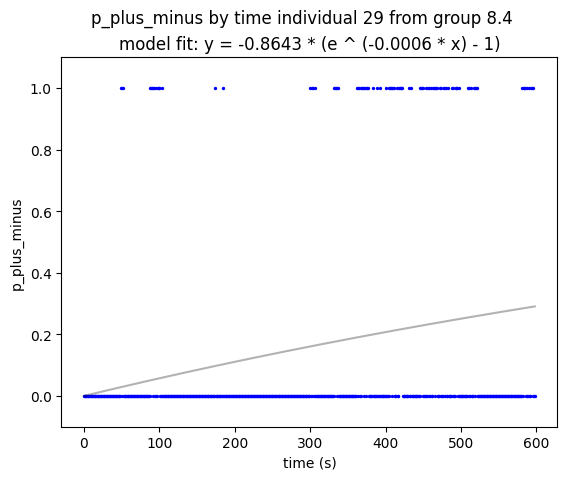 p_plus_minus by time individual 29 from group 8.4
model fit: y = -0.8643 * (e ^ (-0.0006 * x) - 1)
1.0
0.8
0.6
0.4
0.2
0.0
p_plus_minus
0 100 200 300 400 500 600
time (s)